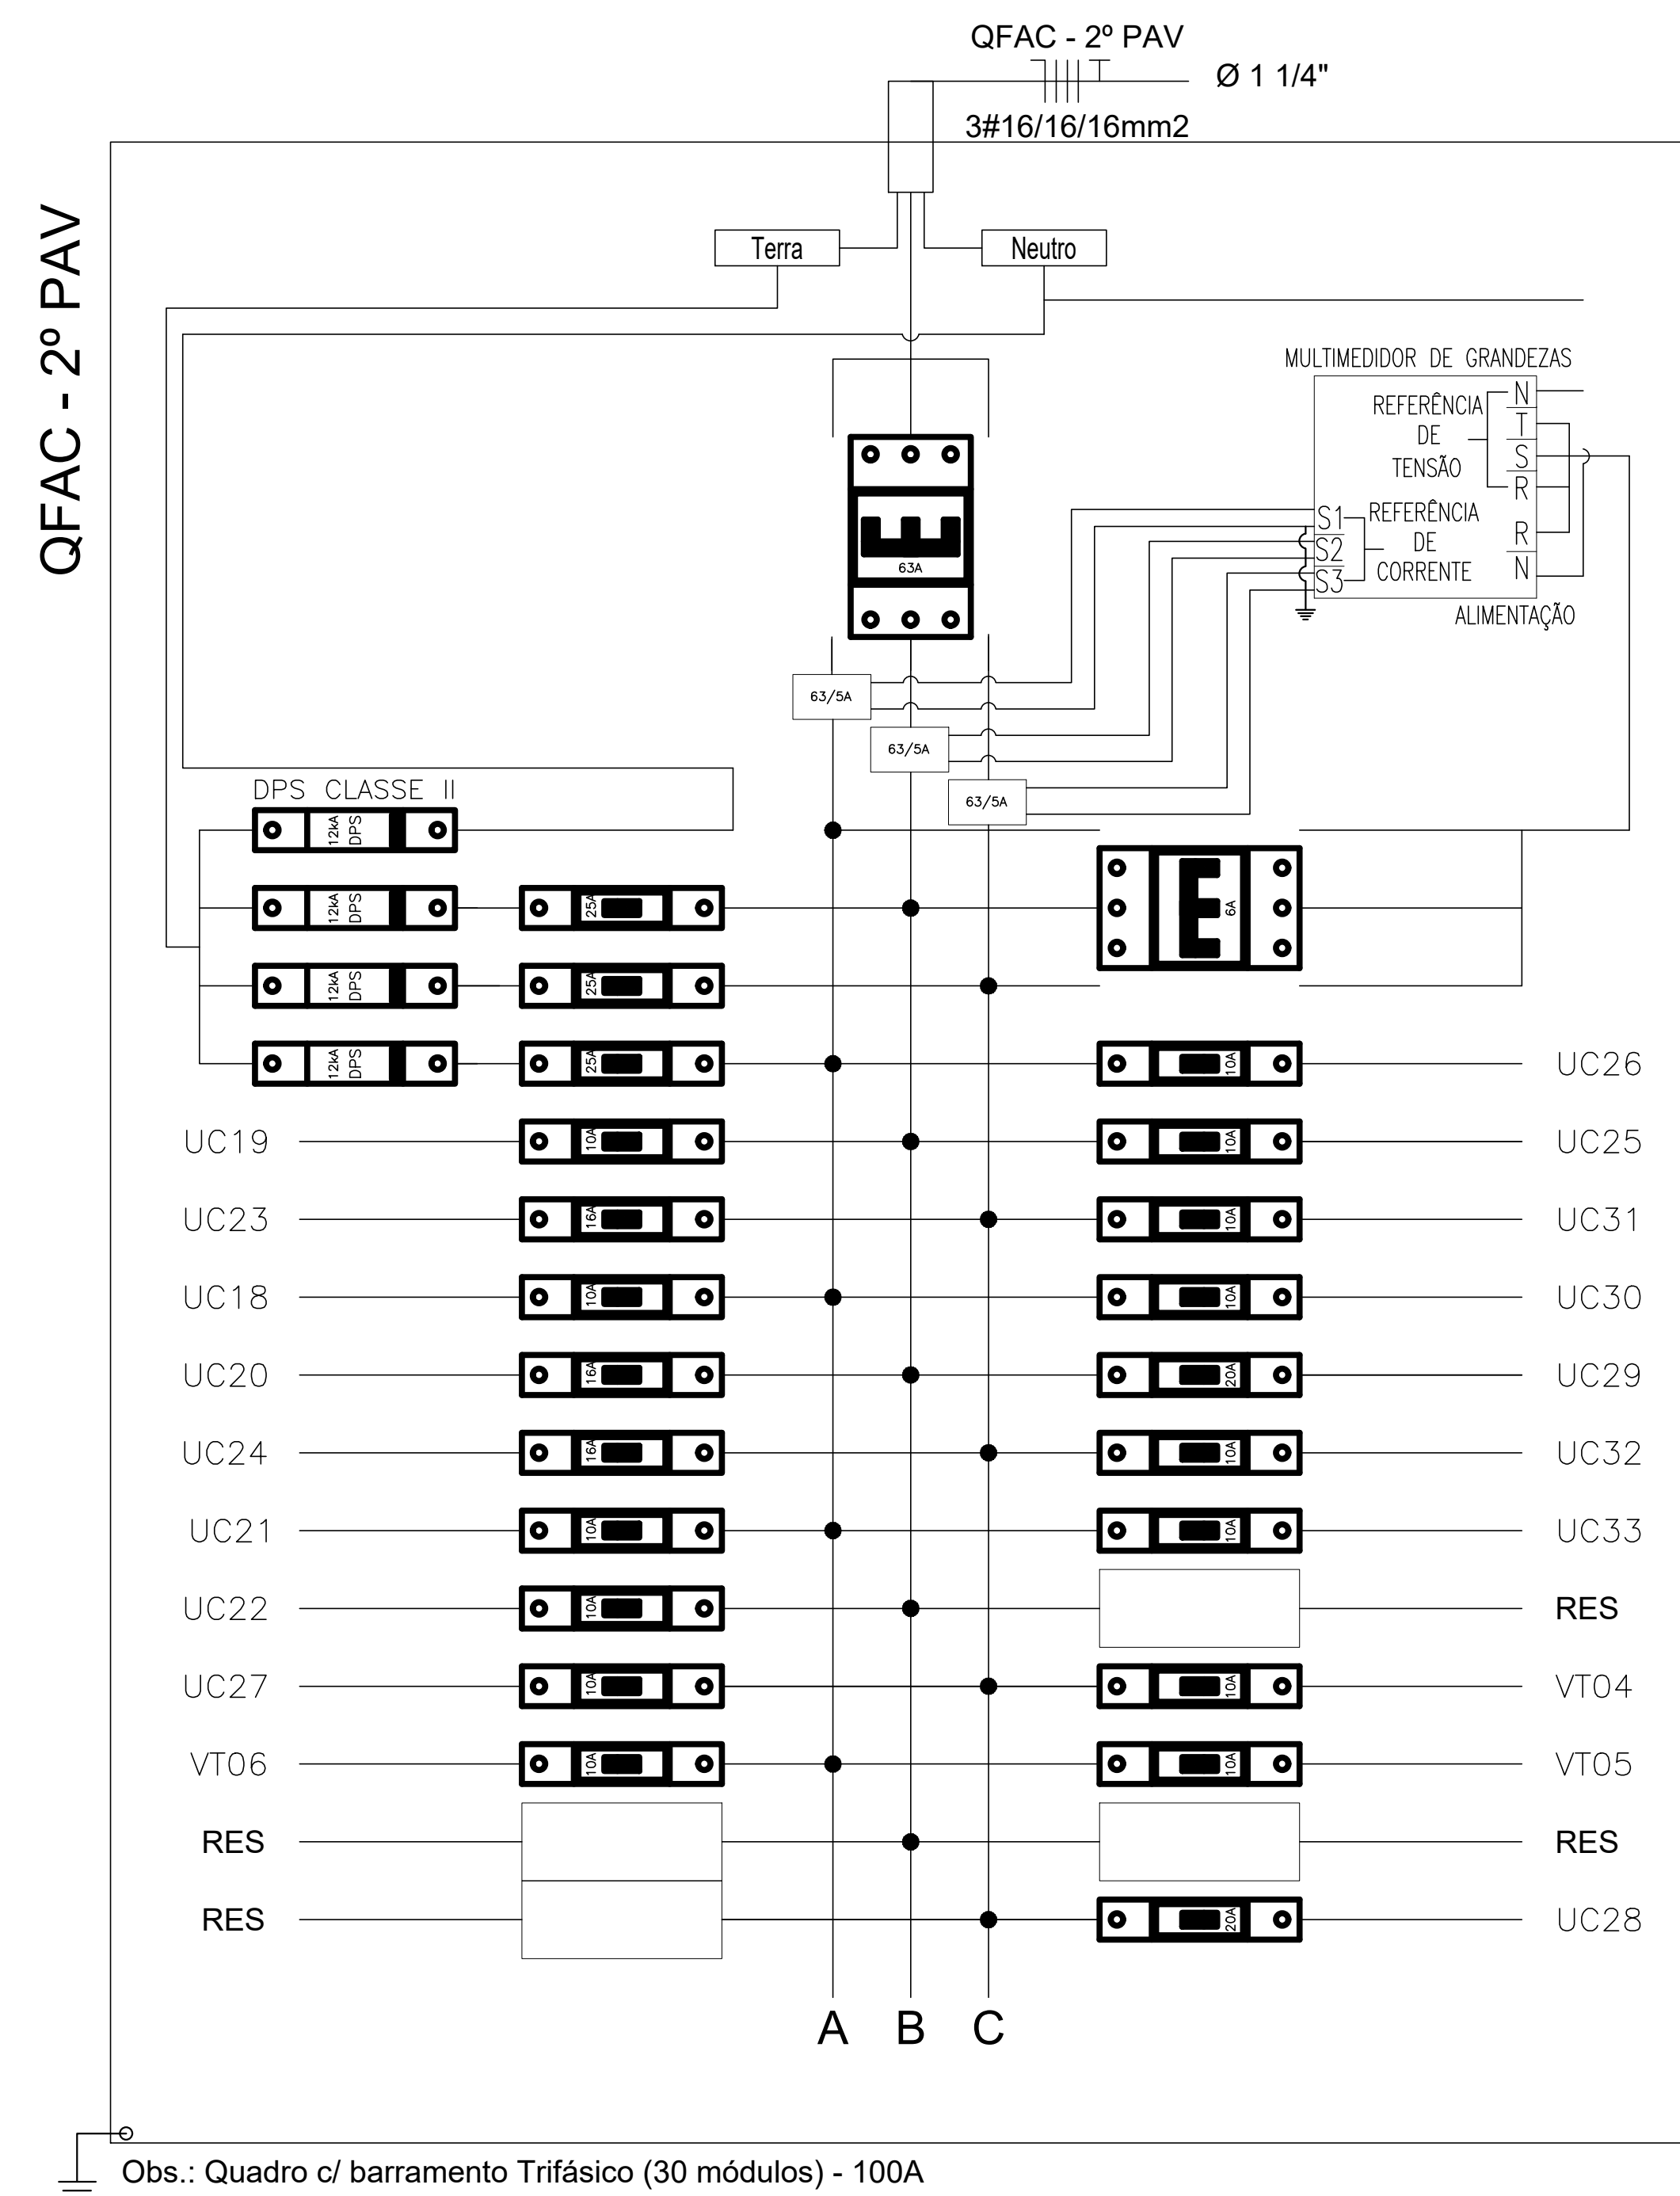 QFAC - 2º PAV
Ø 1 1/4"
3#16/16/16mm2
QFAC - 2º PAV
Terra
Neutro
MULTIMEDIDOR DE GRANDEZAS
REFERÊNCIA
DE
TENSÃO
N
T
S
R
S1
S2
S3
REFERÊNCIA
DE
CORRENTE
R
N
ALIMENTAÇÃO
63A
63/5A
63/5A
63/5A
DPS CLASSE II
12kA
DPS
12kA
DPS
25A
6A
12kA
DPS
25A
12kA
DPS
25A
10A
UC26
UC19
10A
10A
UC25
UC23
16A
10A
UC31
UC18
10A
10A
UC30
UC20
16A
20A
UC29
UC24
16A
10A
UC32
UC21
10A
10A
UC33
UC22
10A
RES
UC27
10A
10A
VT04
VT06
10A
10A
VT05
RES
RES
RES
20A
UC28
A B C
Obs.: Quadro c/ barramento Trifásico (30 módulos) - 100A